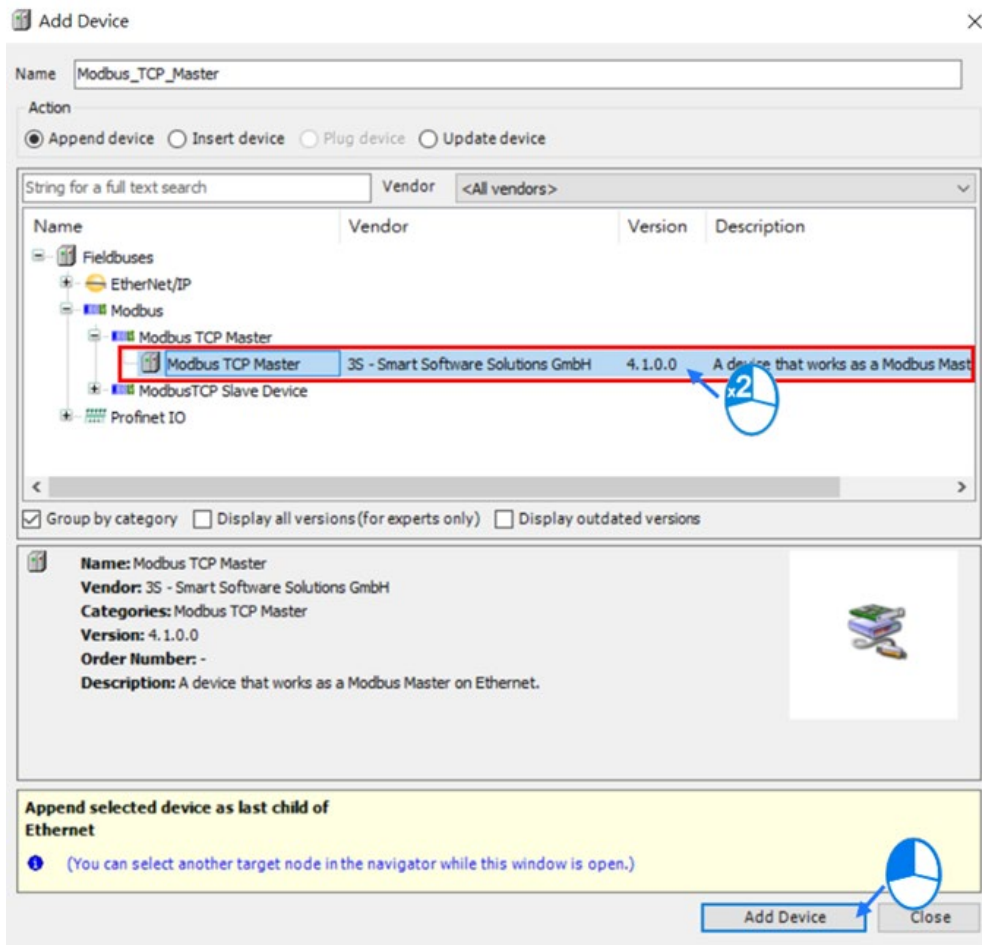 Add Device
Name Modbus_TCP_Master
Action
Append device Insert device Plug device Update device
String for a full text search Vendor <All vendors>
Name Vendor Version Description
Fieldbuses
EtherNet/IP
Modbus
Modbus TCP Master
Modbus TCP Master 3S - Smart Software Solutions GmbH 4.1.0.0 A device that works as a Modbus Mast
x2
ModbusTCP Slave Device
Profinet IO
Group by category Display all versions (for experts only) Display outdated versions
Name: Modbus TCP Master
Vendor: 3S - Smart Software Solutions GmbH
Categories: Modbus TCP Master
Version: 4.1.0.0
Order Number: -
Description: A device that works as a Modbus Master on Ethernet.
Append selected device as last child of
Ethernet
(You can select another target node in the navigator while this window is open.)
Add Device Close